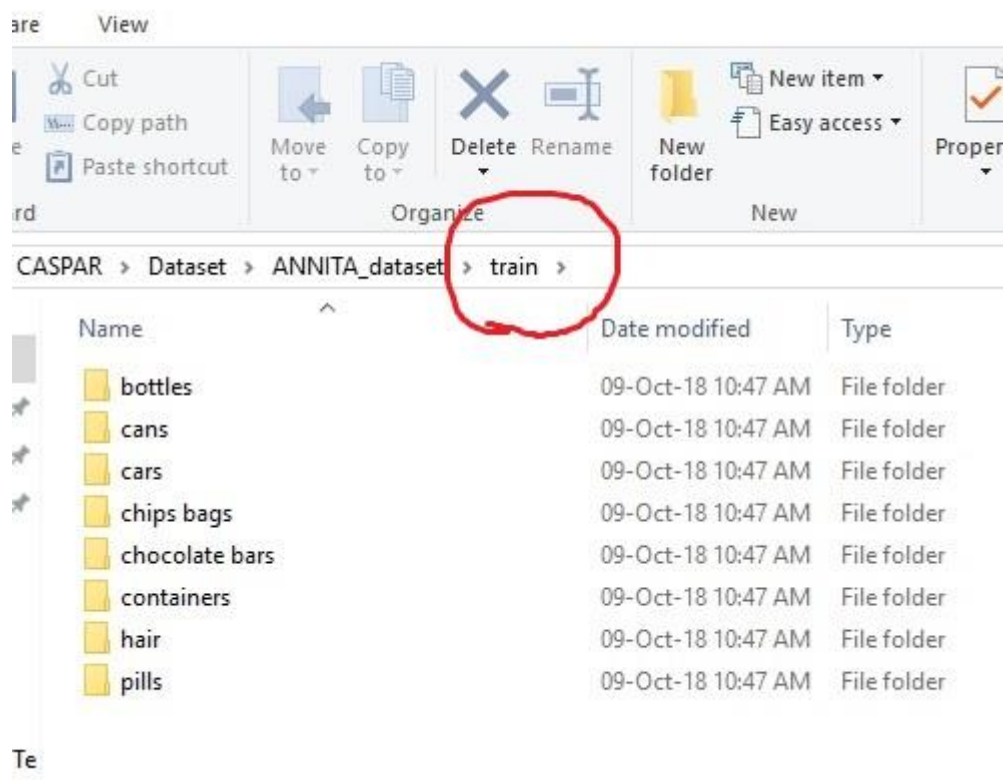 are View
Cut
Copy path
Paste shortcut
Move to
Copy to
Delete
Rename
New folder
New item
Easy access
Proper
rd
Organize
New
CASPAR > Dataset > ANNITA_dataset > train >
Name Date modified Type
bottles 09-Oct-18 10:47 AM File folder
cans 09-Oct-18 10:47 AM File folder
cars 09-Oct-18 10:47 AM File folder
chips bags 09-Oct-18 10:47 AM File folder
chocolate bars 09-Oct-18 10:47 AM File folder
containers 09-Oct-18 10:47 AM File folder
hair 09-Oct-18 10:47 AM File folder
pills 09-Oct-18 10:47 AM File folder
Te